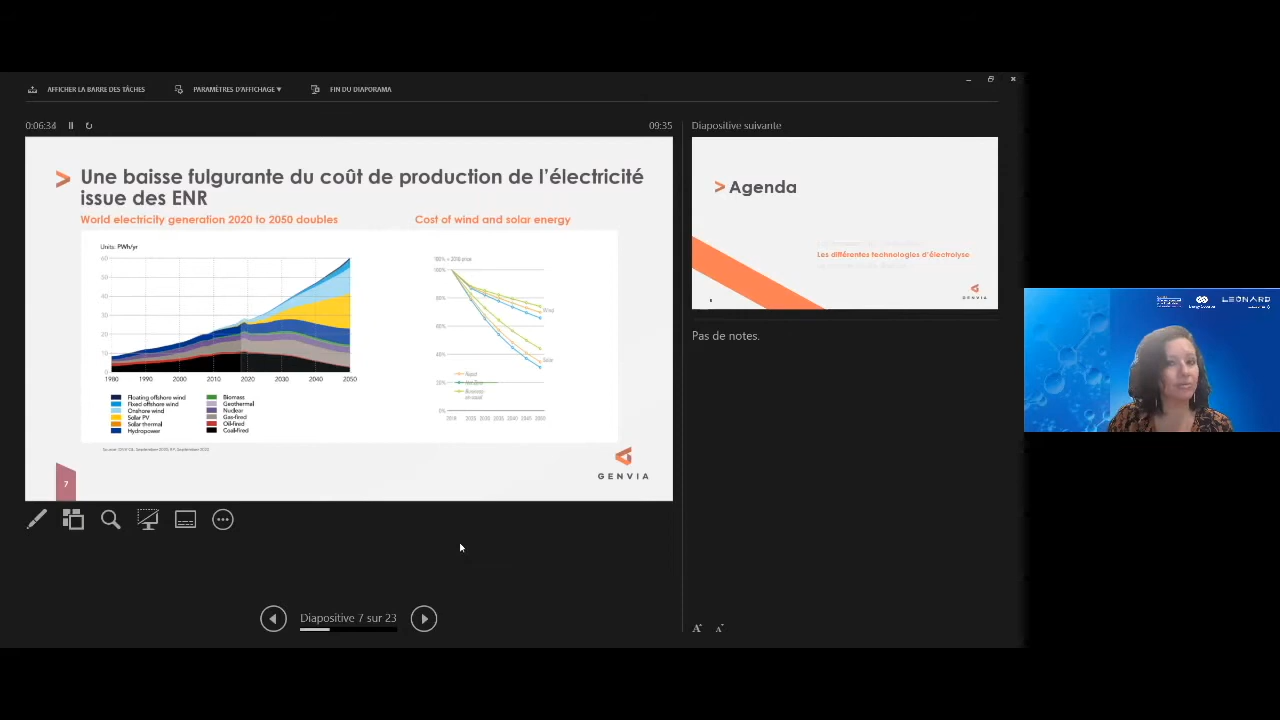 AFFICHER LA BARRE DES TÂCHES
PARAMÈTRES D'AFFICHAGE ▼
FIN DU DIAPORAMA
0:06:34
09:35
Une baisse fulgurante du coût de production de l'électricité
issue des ENR
World electricity generation 2020 to 2050 doubles
Cost of wind and solar energy
Units: PWh/yr
60
50
40
30
20
10
0
1980 1990 2000 2010 2020 2030 2040 2050
Floating offshore wind
Fixed offshore wind
Onshore wind
Solar PV
Solar thermal
Hydropower
Biomass
Geothermal
Nuclear
Gas-fired
Oil-fired
Coal-fired
100%
80%
60%
40%
20%
0%
Wind
Solar
7
GENVIA
Diapositive suivante
Agenda
Les différentes technologies d'électrolyse
GENVIA
Pas de notes.
LEONARD
Diapositive 7 sur 23